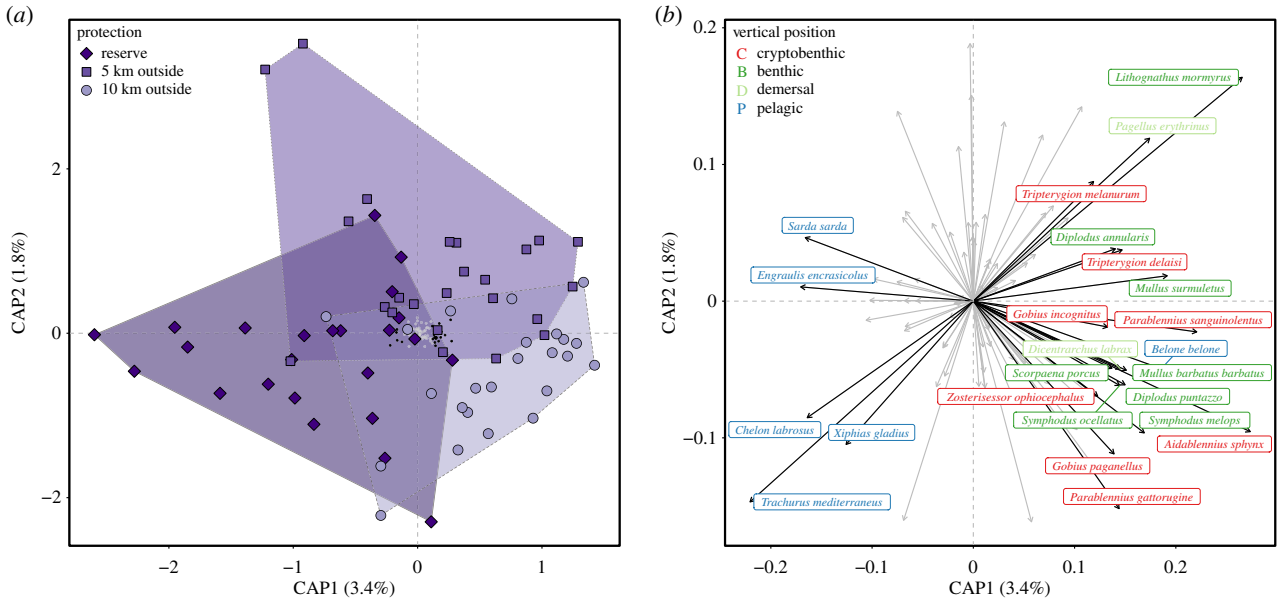 (a)
protection
reserve
5 km outside
10 km outside
2
0
−2
CAP2 (1.8%)
−2
−1
0
1
CAP1 (3.4%)
(b)
vertical position
C cryptobenthic
B benthic
D demersal
P pelagic
0.2
0.1
0
−0.1
CAP2 (1.8%)
Lithognathus mormyrus
Pagellus erythrinus
Tripterygion melanurum
Sarda sarda
Diplodus annularis
Tripterygion delaisi
Engraulis encrasicolus
Mullus surmuletus
Gobius incognitus
Parablennius sanguinolentus
Dicentrarchus labrax
Belone belone
Scorpaena porcus
Mullus barbatus barbatus
Zosterisessor ophiocephalus
Diplodus puntazzo
Symphodus ocellatus
Symphodus melops
Chelon labrosus
Xiphias gladius
Aidablennius sphynx
Gobius paganellus
Trachurus mediterraneus
Parablennius gattorugine
−0.2
−0.1
0
0.1
0.2
CAP1 (3.4%)